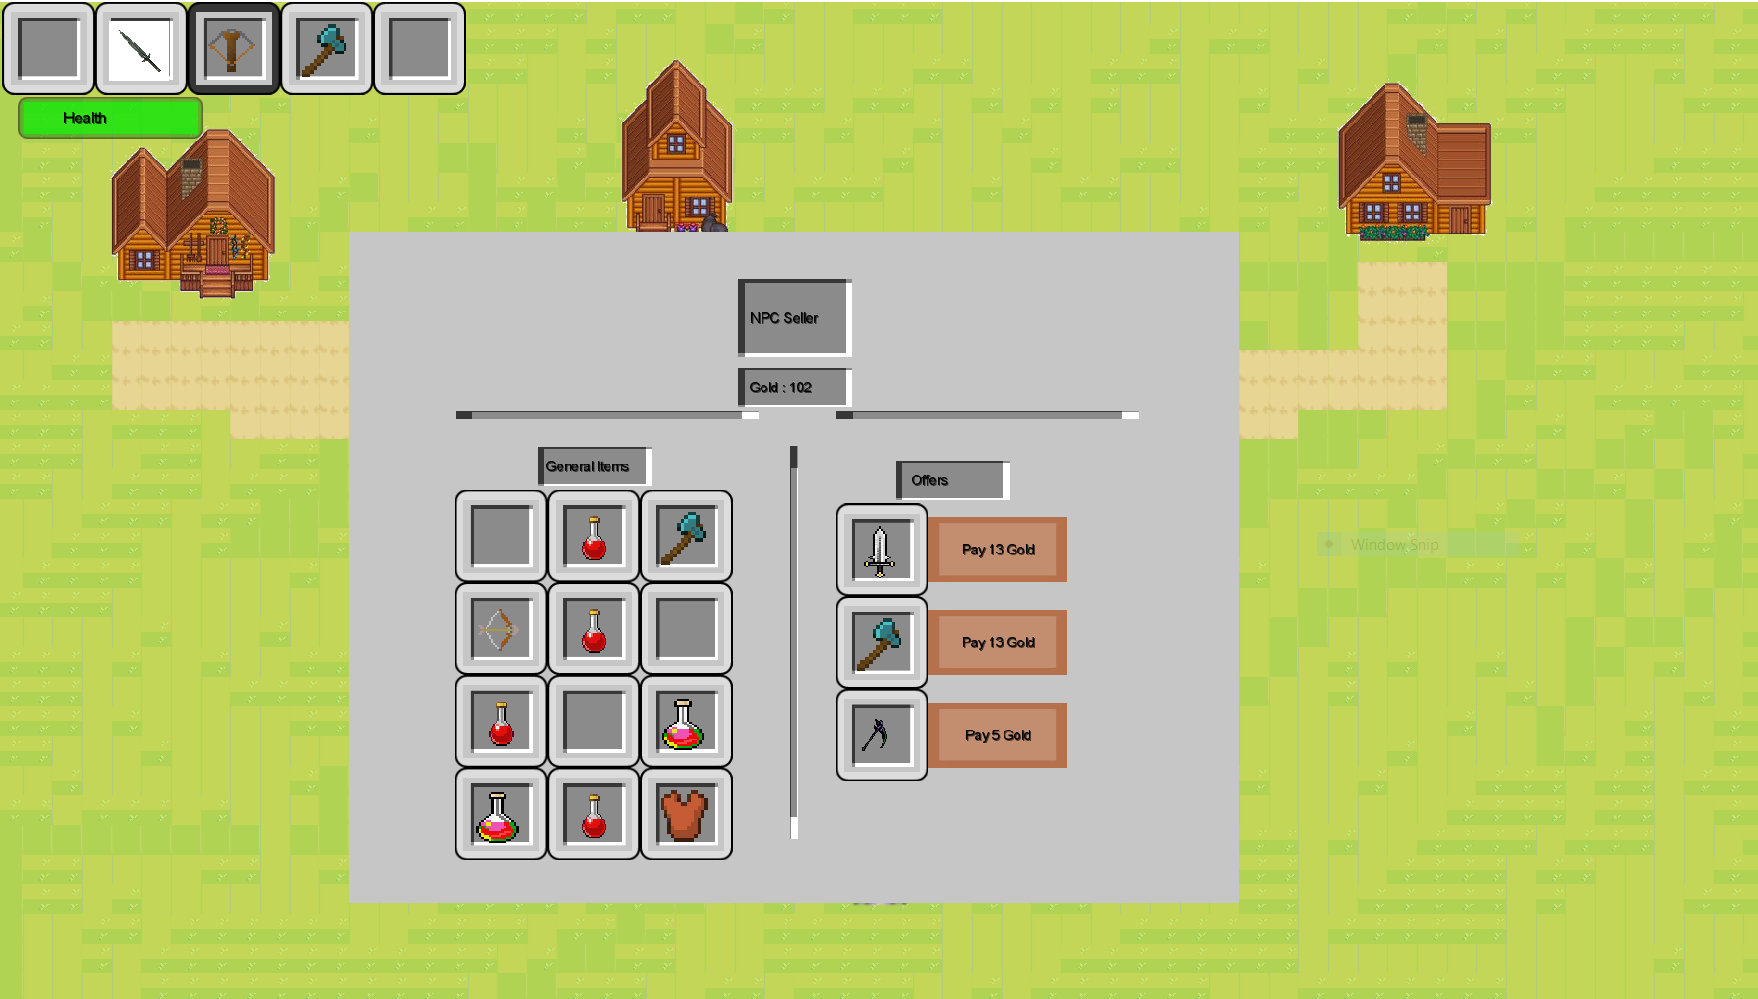 Health
NPC Seller
Gold : 102
General Items
Offers
Pay 13 Gold
Pay 13 Gold
Pay 5 Gold
Window Snip